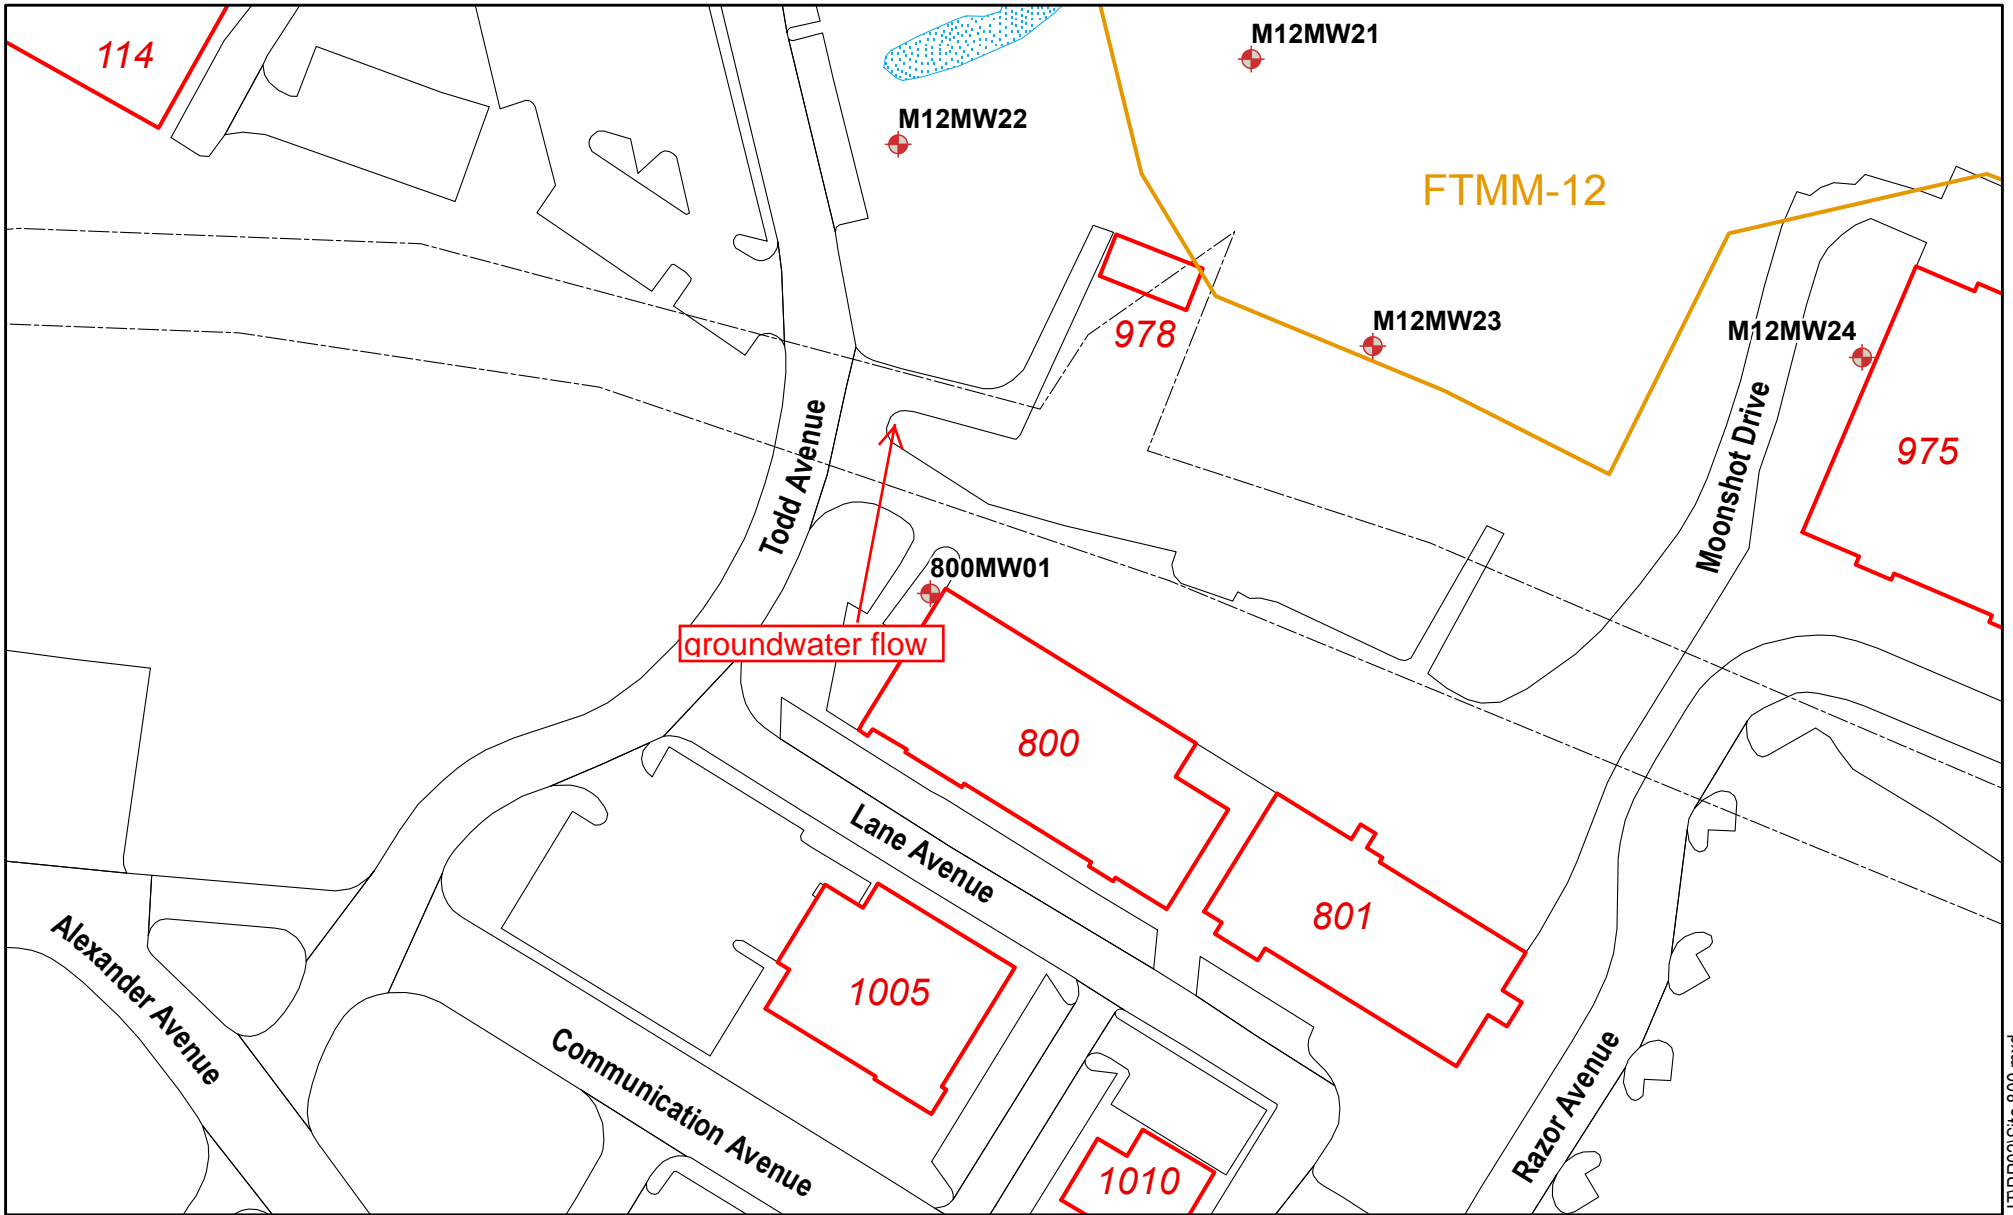 114
M12MW21
M12MW22
FTMM-12
978
M12MW23
M12MW24
Todd Avenue
Moonshot Drive
975
800MW01
groundwater flow
800
Lane Avenue
801
1005
Alexander Avenue
Communication Avenue
1010
Razor Avenue